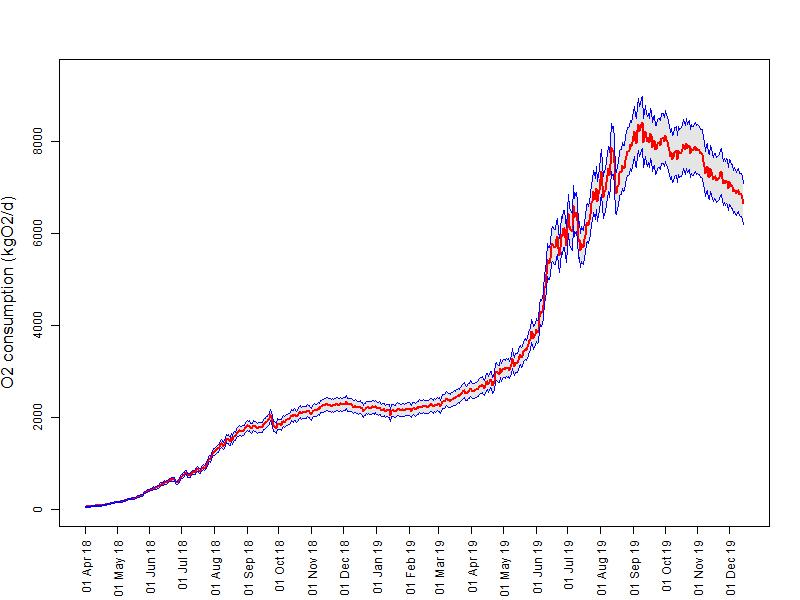 O2 consumption (kgO2/d)
8000
6000
4000
2000
0
01 Apr 18
01 May 18
01 Jun 18
01 Jul 18
01 Aug 18
01 Sep 18
01 Oct 18
01 Nov 18
01 Dec 18
01 Jan 19
01 Feb 19
01 Mar 19
01 Apr 19
01 May 19
01 Jun 19
01 Jul 19
01 Aug 19
01 Sep 19
01 Oct 19
01 Nov 19
01 Dec 19